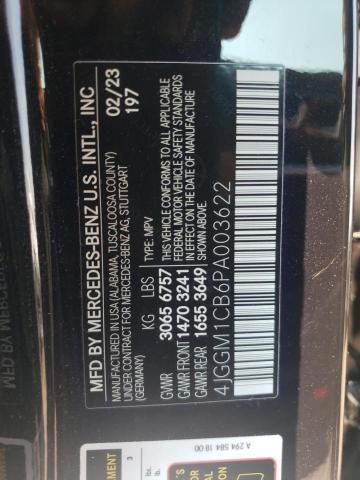 MFD BY MERCEDES-BENZ U.S. INTL., INC
MANUFACTURED IN USA (ALABAMA, TUSCALOOSA COUNTY)
UNDER CONTRACT FOR MERCEDES-BENZ AG, STUTTGART
(GERMANY)
02/23
197
KG LBS TYPE: MPV
GVWR 3065 6757
GAWR FRONT 1470 3241
GAWR REAR 1655 3649
THIS VEHICLE CONFORMS TO ALL APPLICABLE
FEDERAL MOTOR VEHICLE SAFETY STANDARDS
IN EFFECT ON THE DATE OF MANUFACTURE
4JGGM1CB6PA003622
A 294 584 18 00